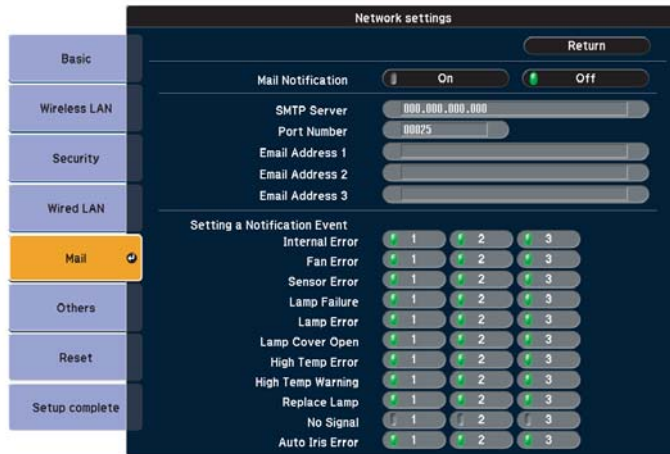 Network settings
Return
Basic
Wireless LAN
Security
Wired LAN
Mail
Others
Reset
Setup complete
Mail Notification On Off
SMTP Server 000.000.000.000
Port Number 00025
Email Address 1
Email Address 2
Email Address 3
Setting a Notification Event
Internal Error 1 2 3
Fan Error 1 2 3
Sensor Error 1 2 3
Lamp Failure 1 2 3
Lamp Error 1 2 3
Lamp Cover Open 1 2 3
High Temp Error 1 2 3
High Temp Warning 1 2 3
Replace Lamp 1 2 3
No Signal 1 2 3
Auto Iris Error 1 2 3